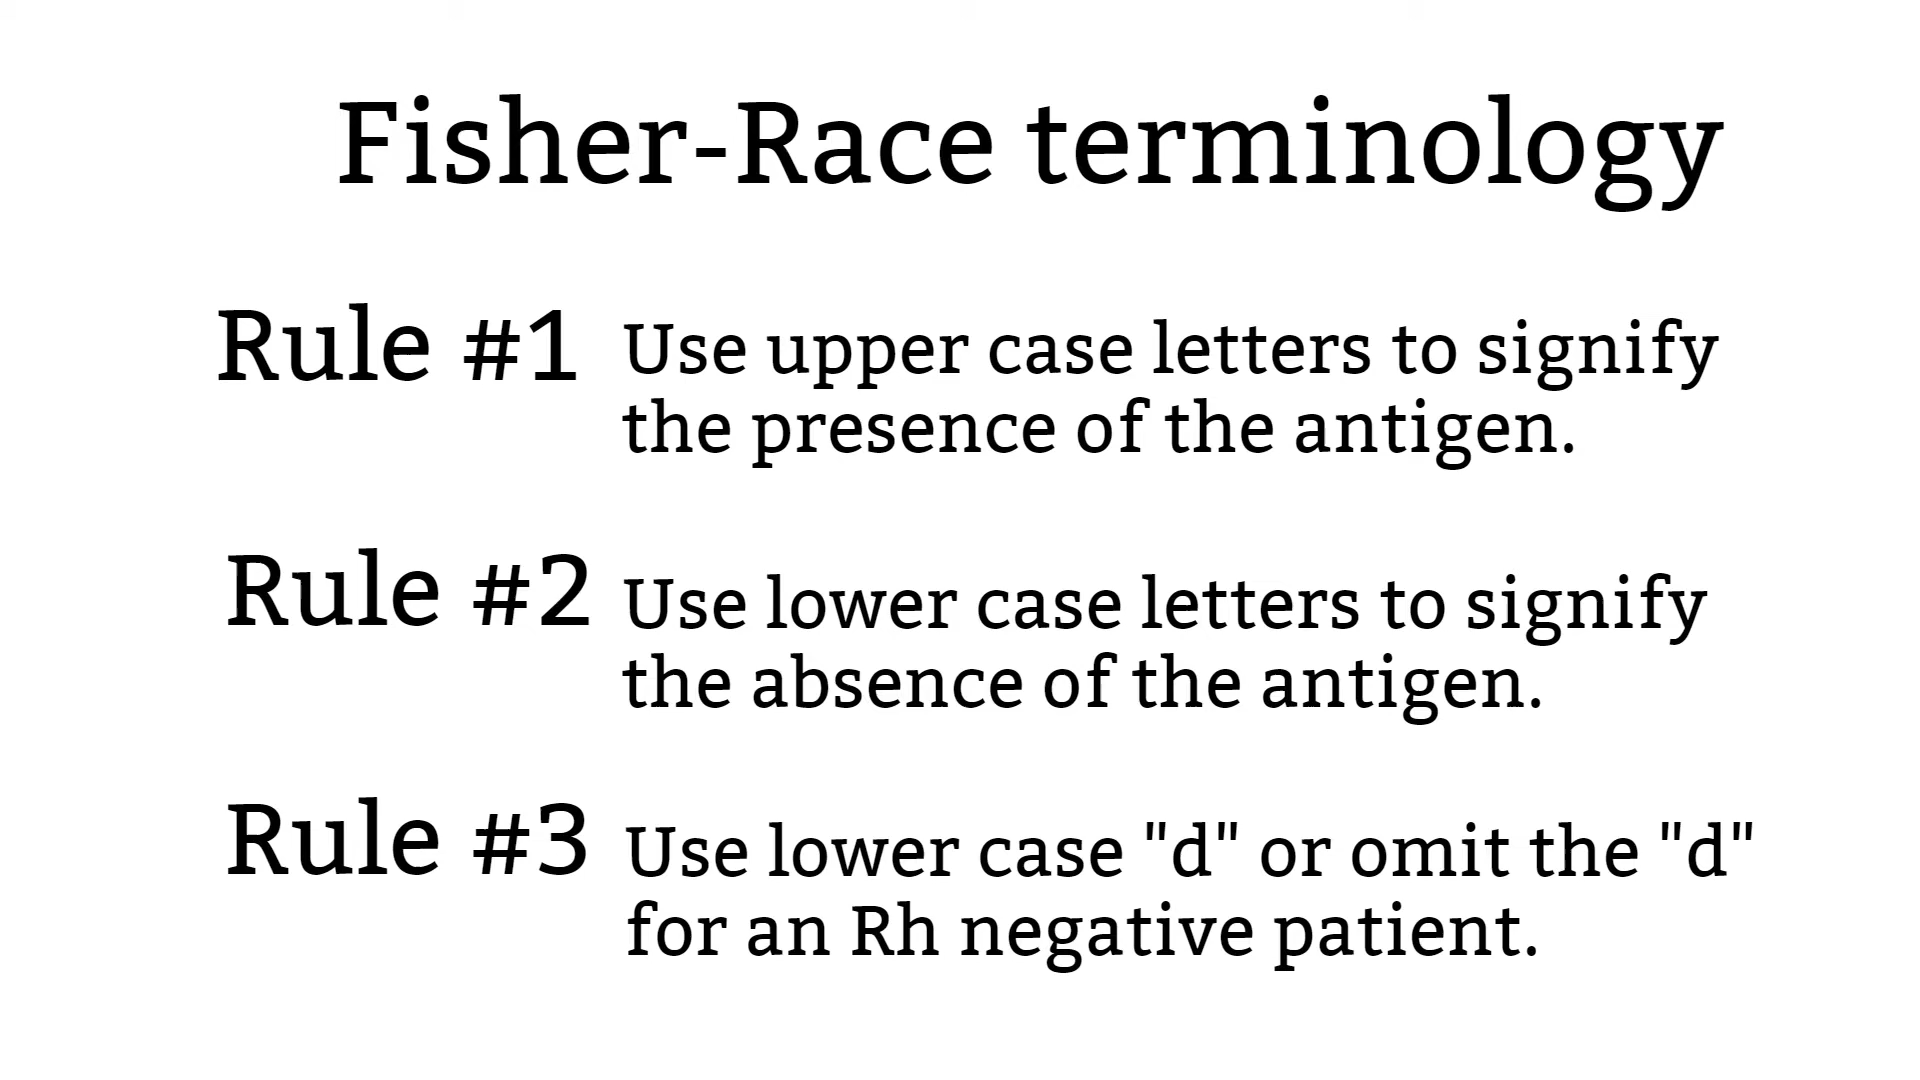 Fisher-Race terminology
Rule #1 Use upper case letters to signify
the presence of the antigen.
Rule #2 Use lower case letters to signify
the absence of the antigen.
Rule #3 Use lower case "d" or omit the "d"
for an Rh negative patient.